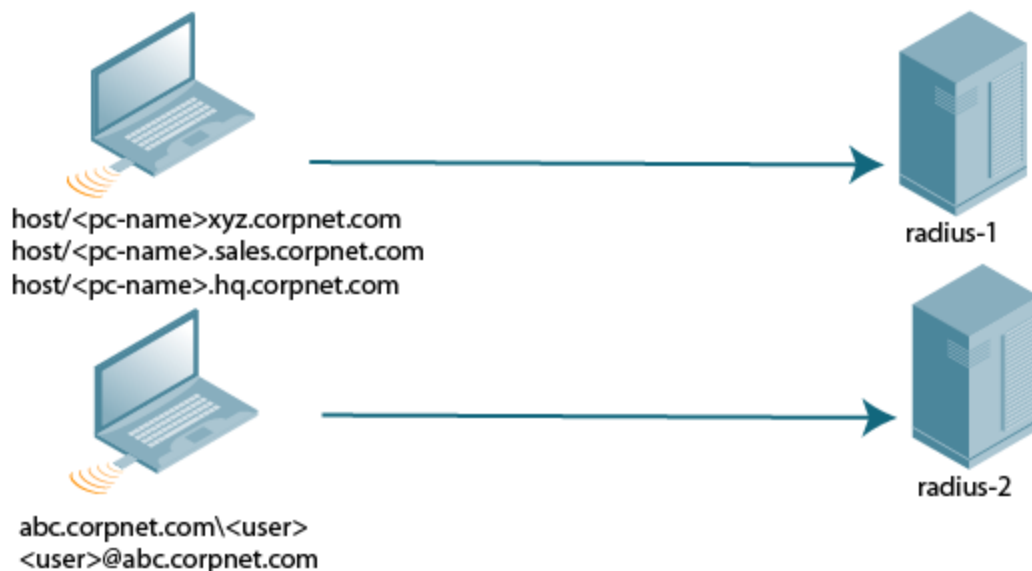 host/<pc-name>xyz.corpnet.com
host/<pc-name>.sales.corpnet.com
host/<pc-name>.hq.corpnet.com
radius-1
abc.corpnet.com\<user>
<user>@abc.corpnet.com
radius-2